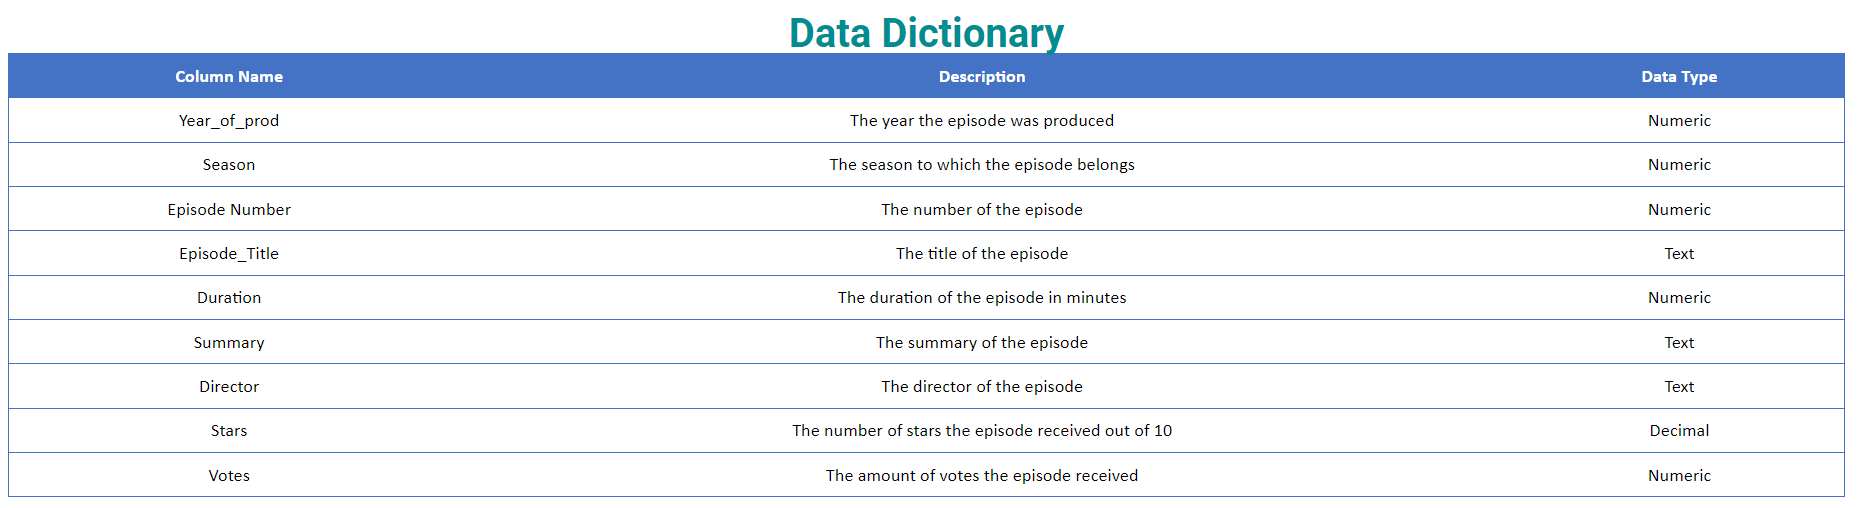 Data Dictionary
Column Name Description Data Type
Year_of_prod The year the episode was produced Numeric
Season The season to which the episode belongs Numeric
Episode Number The number of the episode Numeric
Episode_Title The title of the episode Text
Duration The duration of the episode in minutes Numeric
Summary The summary of the episode Text
Director The director of the episode Text
Stars The number of stars the episode received out of 10 Decimal
Votes The amount of votes the episode received Numeric